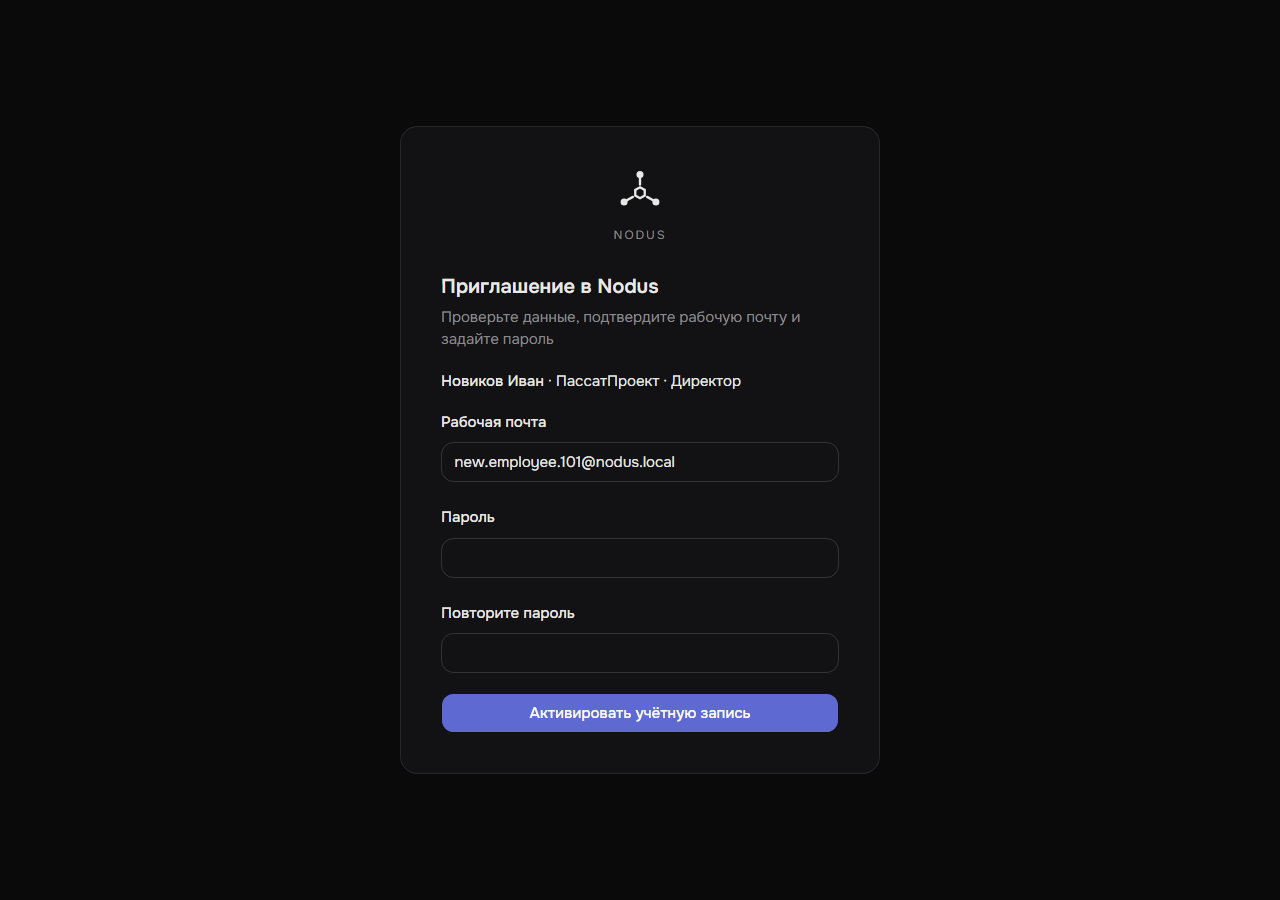 NODUS
Приглашение в Nodus
Проверьте данные, подтвердите рабочую почту и
задайте пароль
Новиков Иван · ПассатПроект · Директор
Рабочая почта
new.employee.101@nodus.local
Пароль
Повторите пароль
Активировать учётную запись